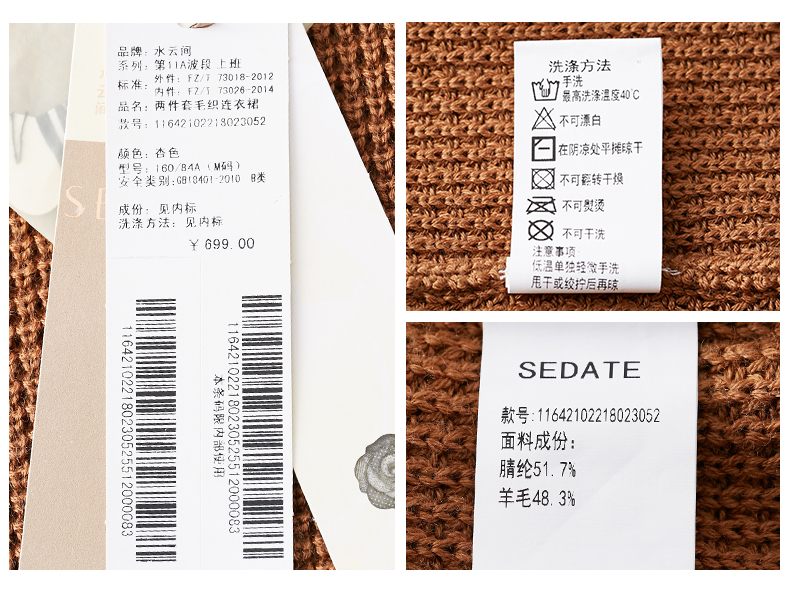 品牌: 水云间
系列: 第11A波段 上班
标准: 外件: FZ/T 73018-2012
内件: FZ/T 73026-2014
品名: 两件套毛织连衣裙
款号: 11642102218023052
颜色: 杏色
型号: 160/84A (M码)
安全类别: GB18401-2010 B类
成份: 见内标
洗涤方法: 见内标
¥ 699.00
11642102218023052551200083
本条码限内部使用
11642102218023052551200083
SE
洗涤方法
手洗
最高洗涤温度40℃
不可漂白
在阴凉处平摊晾干
不可翻转干燥
不可熨烫
不可干洗
注意事项:
低温单独轻微手洗
甩干或绞拧后再晾
SEDATE
款号:11642102218023052
面料成份:
腈纶51.7%
羊毛48.3%